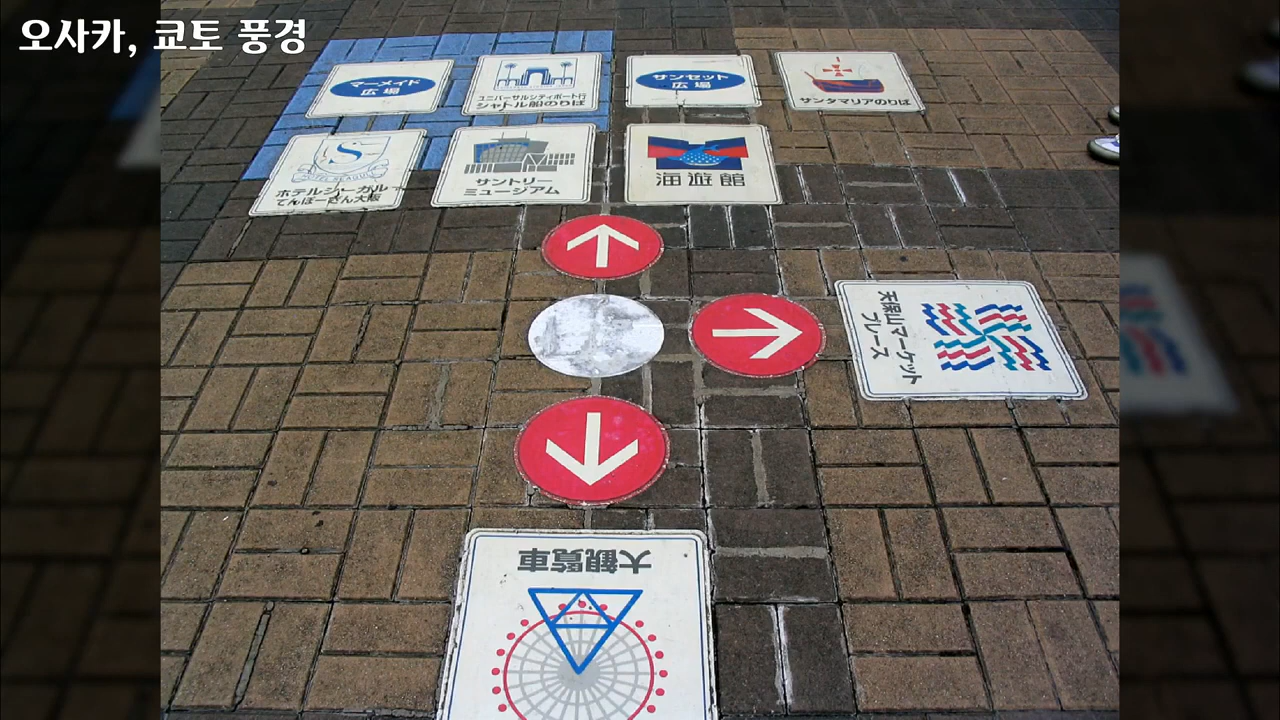 오사카, 쿄토 풍경
マーメイド
広場
ユニバーサルシティポート行
シャトル船のりば
サンセット
広場
サンタマリアのりば
S
HOTEL SEAGULL
ホテルシーガル
てんぽーざん大阪
サントリー
ミュージアム
海遊館
天保山マーケット
プレース
大観覧車